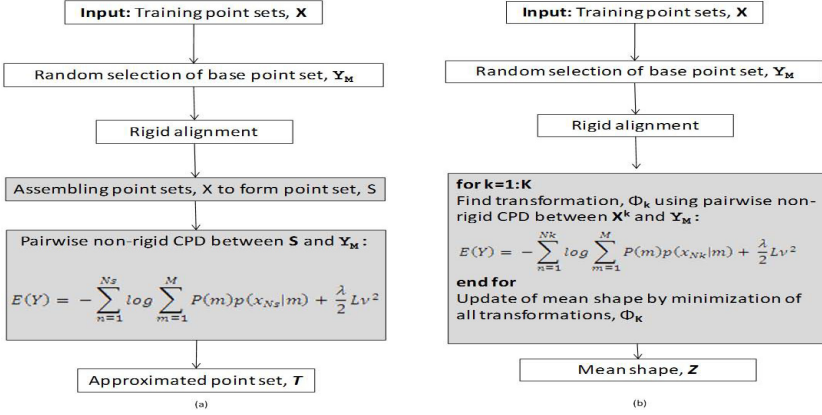 Input: Training point sets, X
Random selection of base point set, Y_M
Rigid alignment
Assembling point sets, X to form point set, S
Pairwise non-rigid CPD between S and Y_M :
E(Y) = − ∑_{n=1}^{Ns} log ∑_{m=1}^{M} P(m)p(x_{Ns}|m) + λ/2 Lv²
Approximated point set, T
(a)
Input: Training point sets, X
Random selection of base point set, Y_M
Rigid alignment
for k=1:K
Find transformation, Φ_k using pairwise non-
rigid CPD between X^k and Y_M :
E(Y) = − ∑_{n=1}^{Nk} log ∑_{m=1}^{M} P(m)p(x_{Nk}|m) + λ/2 Lv²
end for
Update of mean shape by minimization of
all transformations, Φ_K
Mean shape, Z
(b)